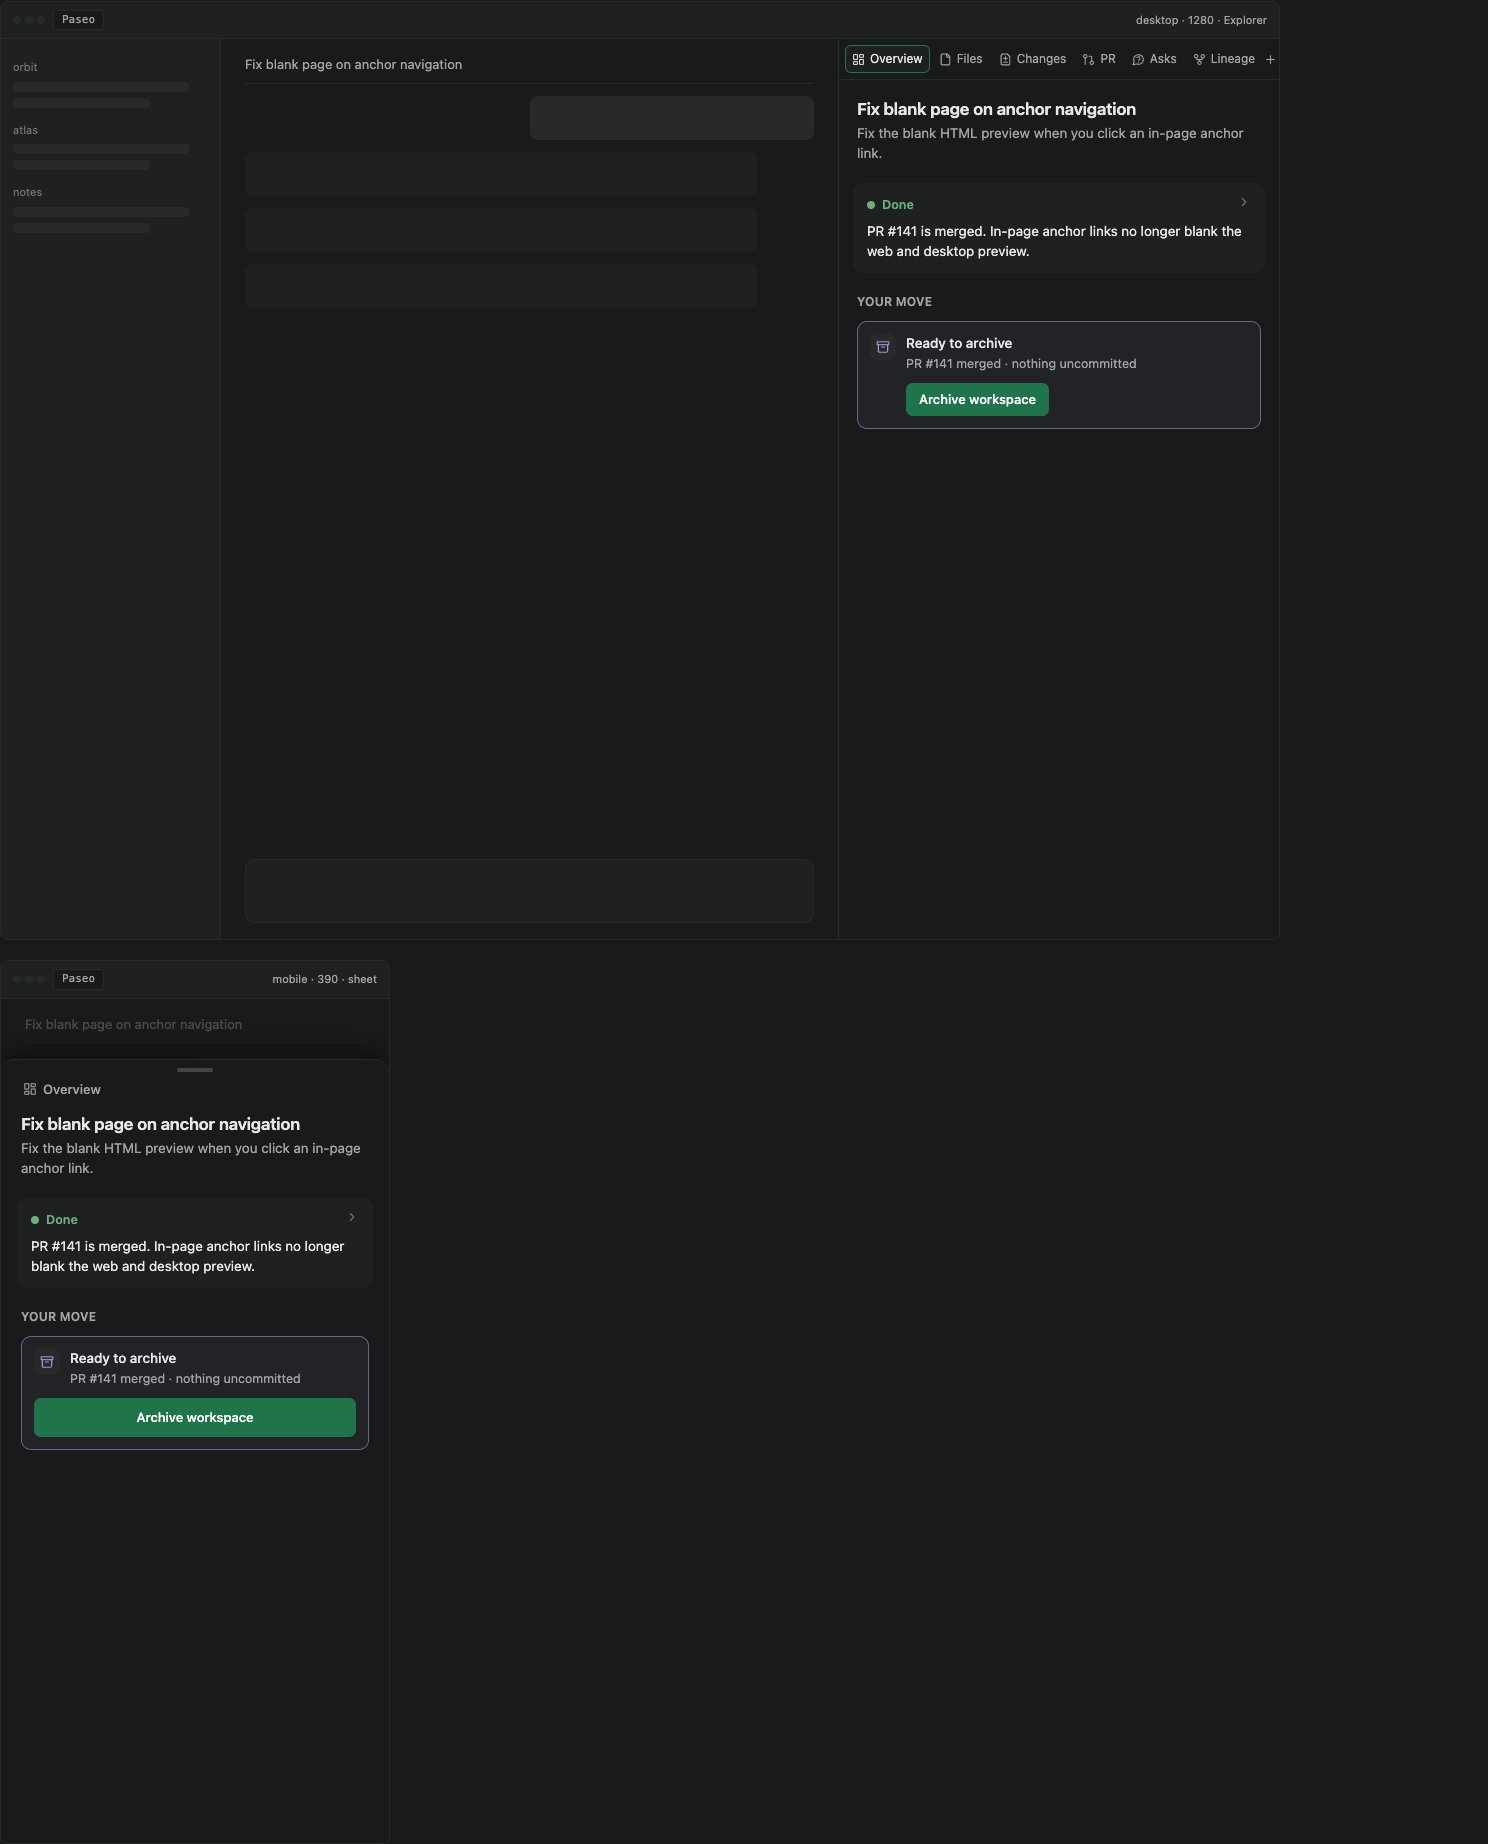 Paseo
desktop · 1280 · Explorer
orbit
atlas
notes
Fix blank page on anchor navigation
Overview
Files
Changes
PR
Asks
Lineage
+
Fix blank page on anchor navigation
Fix the blank HTML preview when you click an in-page anchor
link.
Done
PR #141 is merged. In-page anchor links no longer blank the
web and desktop preview.
YOUR MOVE
Ready to archive
PR #141 merged · nothing uncommitted
Archive workspace
Paseo
mobile · 390 · sheet
Fix blank page on anchor navigation
Overview
Fix blank page on anchor navigation
Fix the blank HTML preview when you click an in-page
anchor link.
Done
PR #141 is merged. In-page anchor links no longer
blank the web and desktop preview.
YOUR MOVE
Ready to archive
PR #141 merged · nothing uncommitted
Archive workspace